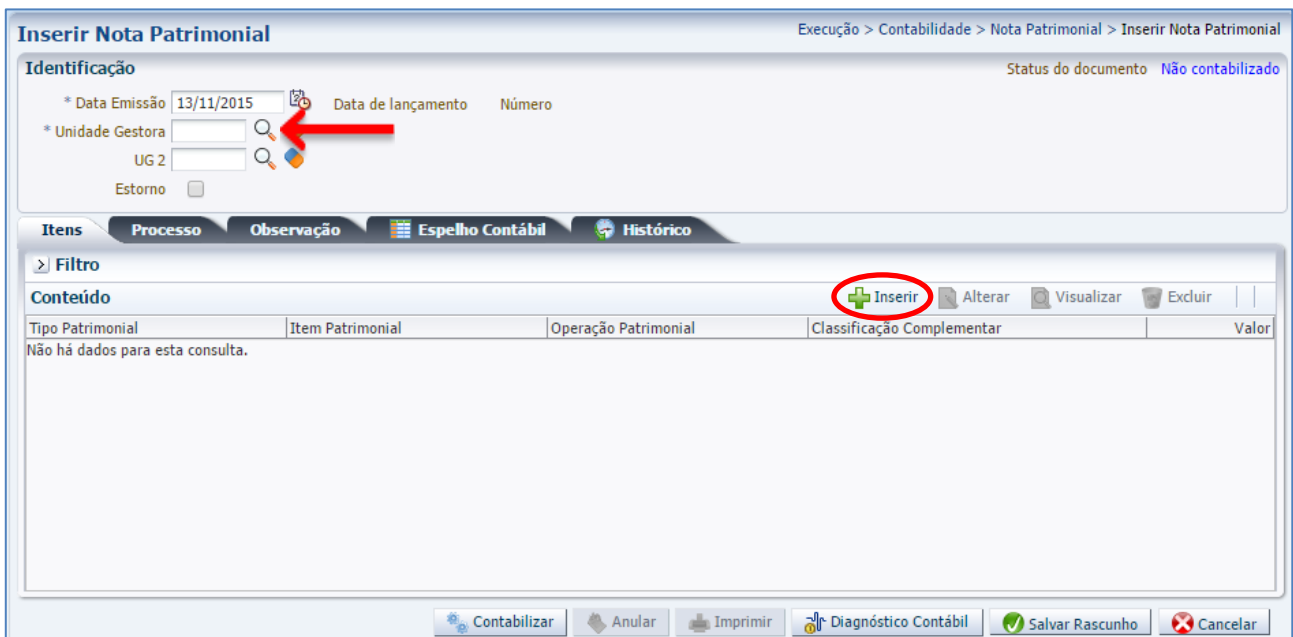 Inserir Nota Patrimonial
Execução > Contabilidade > Nota Patrimonial > Inserir Nota Patrimonial
Identificação
Status do documento Não contabilizado
* Data Emissão 13/11/2015 Data de lançamento Número
* Unidade Gestora
UG 2
Estorno
Itens Processo Observação Espelho Contábil Histórico
> Filtro
Conteúdo Inserir Alterar Visualizar Excluir
Tipo Patrimonial Item Patrimonial Operação Patrimonial Classificação Complementar Valor
Não há dados para esta consulta.
Contabilizar Anular Imprimir Diagnóstico Contábil Salvar Rascunho Cancelar